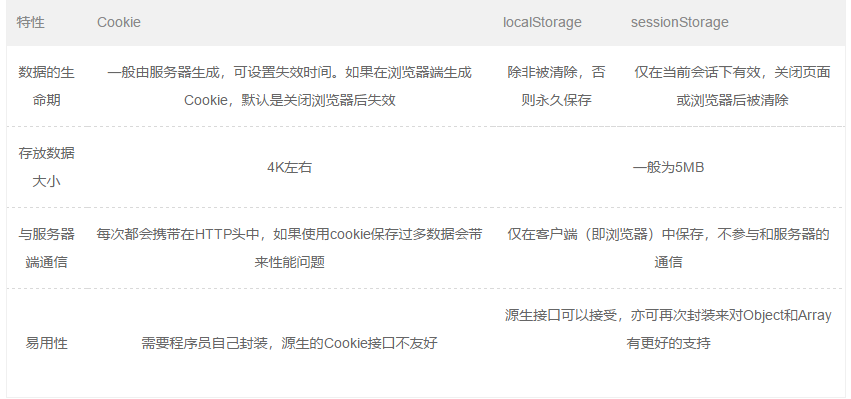 特性 Cookie localStorage sessionStorage
数据的生命期 一般由服务器生成，可设置失效时间。如果在浏览器端生成Cookie，默认是关闭浏览器后失效 除非被清除，否则永久保存 仅在当前会话下有效，关闭页面或浏览器后被清除
存放数据大小 4K左右 一般为5MB
与服务器端通信 每次都会携带在HTTP头中，如果使用cookie保存过多数据会带来性能问题 仅在客户端（即浏览器）中保存，不参与和服务器的通信
易用性 需要程序员自己封装，源生的Cookie接口不友好 源生接口可以接受，亦可再次封装来对Object和Array有更好的支持